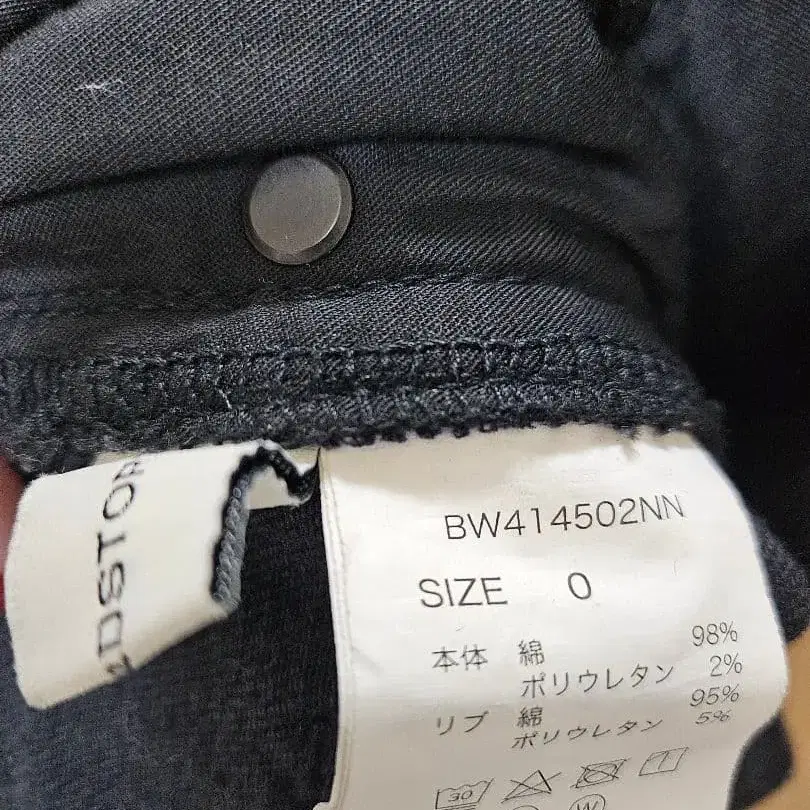 BW414502NN
SIZE 0
本体 綿 98%
ポリウレタン 2%
リブ 綿 95%
ポリウレタン 5%
30
W